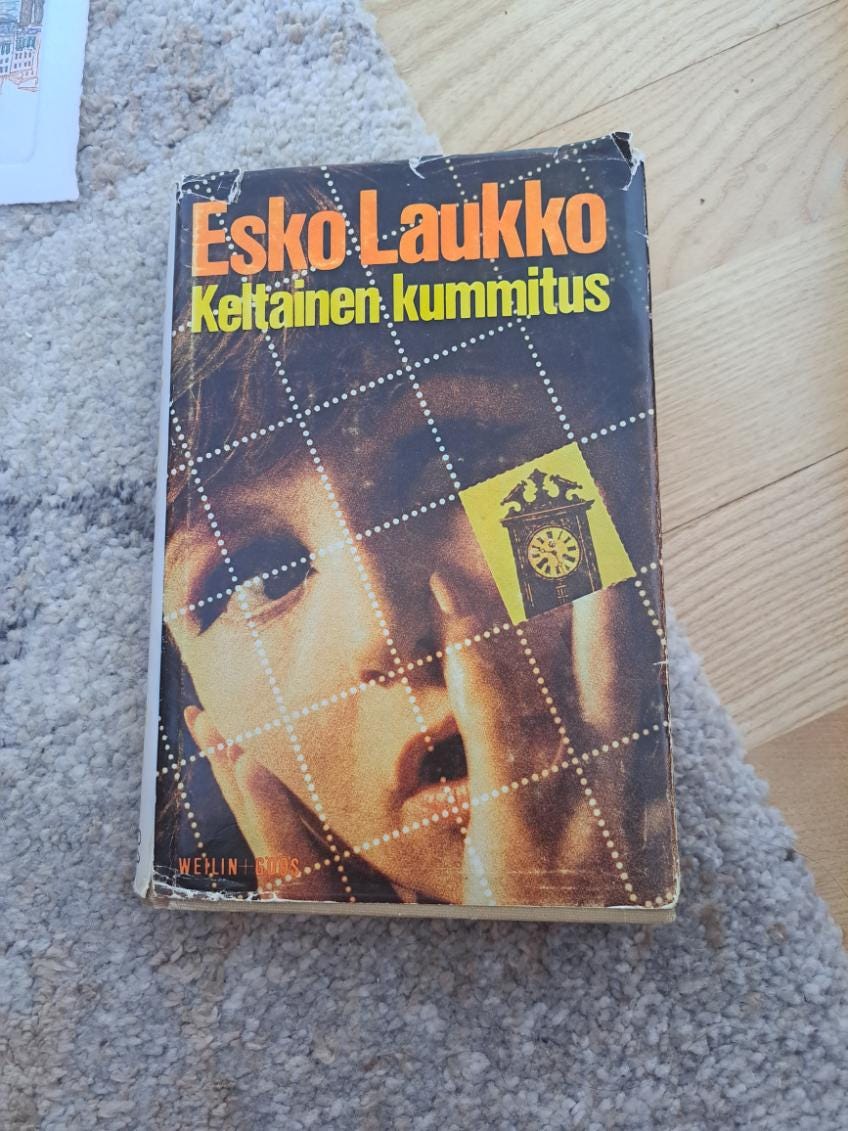 Esko Laukko
Keltainen kummitus
WEILIN+GÖÖS